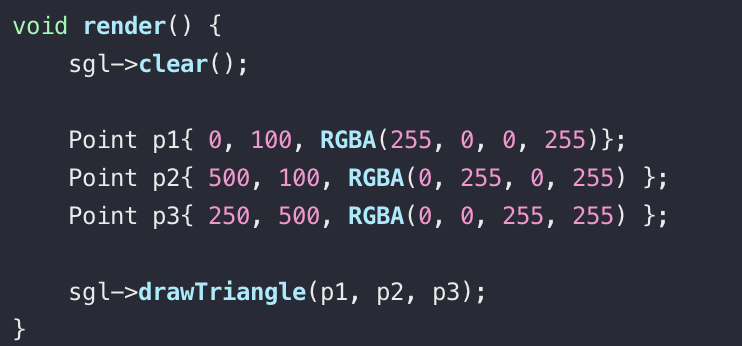 void render() {
    sgl->clear();

    Point p1{ 0, 100, RGBA(255, 0, 0, 255)};
    Point p2{ 500, 100, RGBA(0, 255, 0, 255) };
    Point p3{ 250, 500, RGBA(0, 0, 255, 255) };

    sgl->drawTriangle(p1, p2, p3);
}